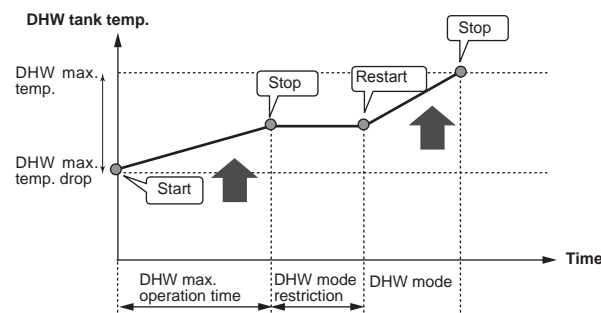 DHW tank temp.
Stop
DHW max.
temp.
Stop
Restart
DHW max.
temp. drop
Start
Time
DHW max.
operation time
DHW mode
restriction
DHW mode